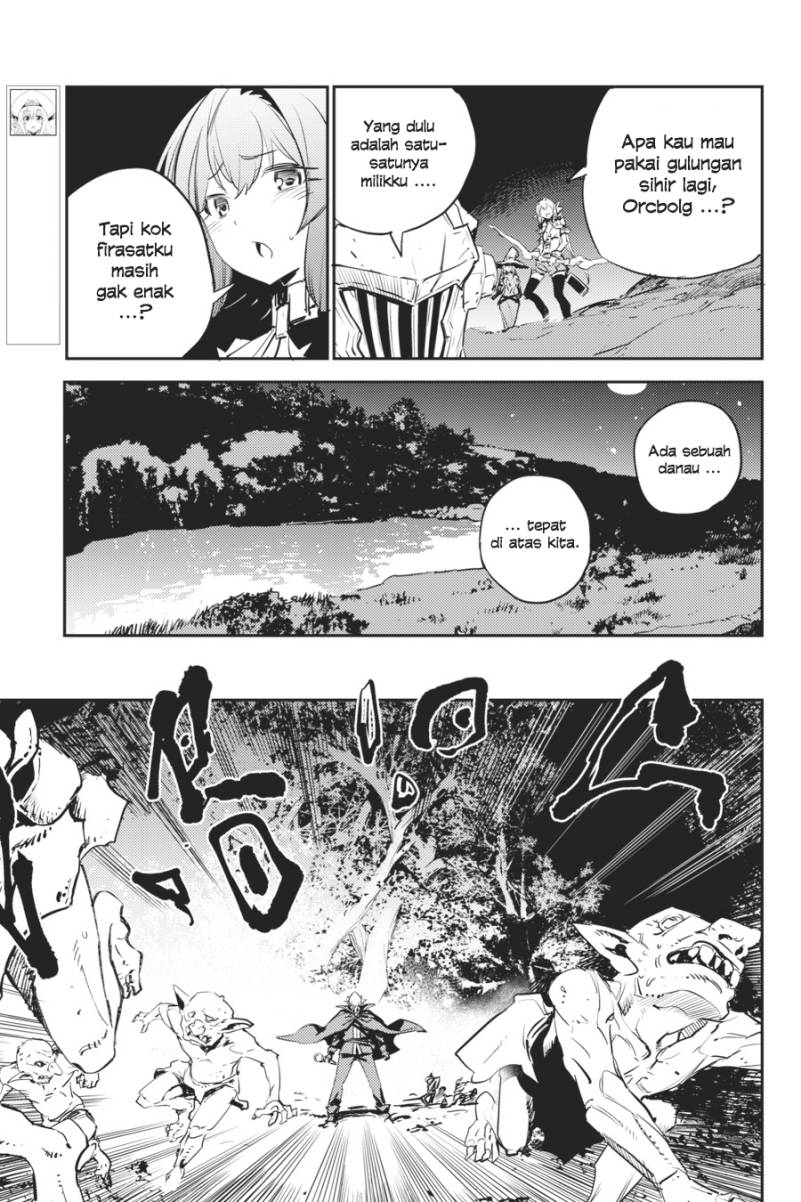 Apa kau mau
pakai gulungan
sihir lagi,
Orcbolg ...?
Yang dulu
adalah satu-
satunya
milikku ....
Tapi kok
firasatku
masih
gak enak
...?
Ada sebuah
danau ...
... tepat
di atas kita.